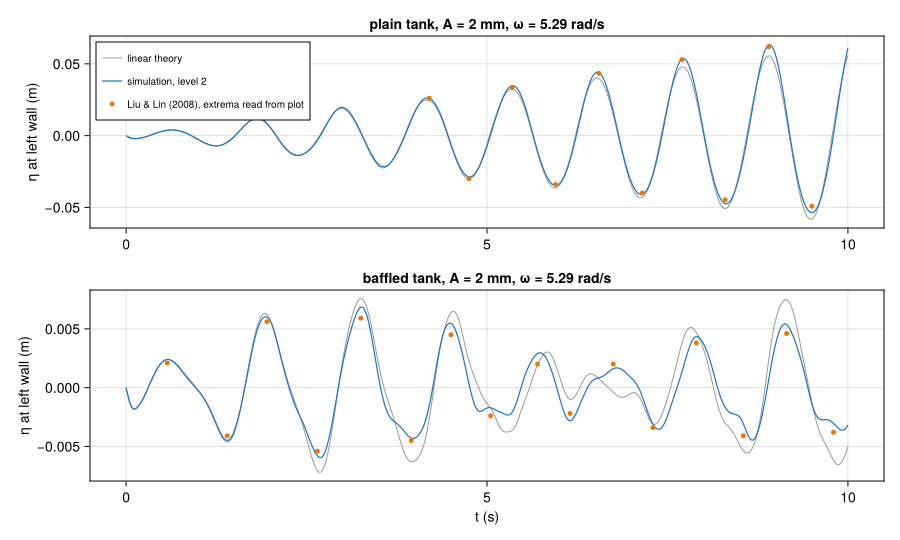 plain tank, A = 2 mm, ω = 5.29 rad/s
η at left wall (m)
0.05
0.00
−0.05
linear theory
simulation, level 2
Liu & Lin (2008), extrema read from plot
0
5
10
baffled tank, A = 2 mm, ω = 5.29 rad/s
η at left wall (m)
0.005
0.000
−0.005
0
5
10
t (s)